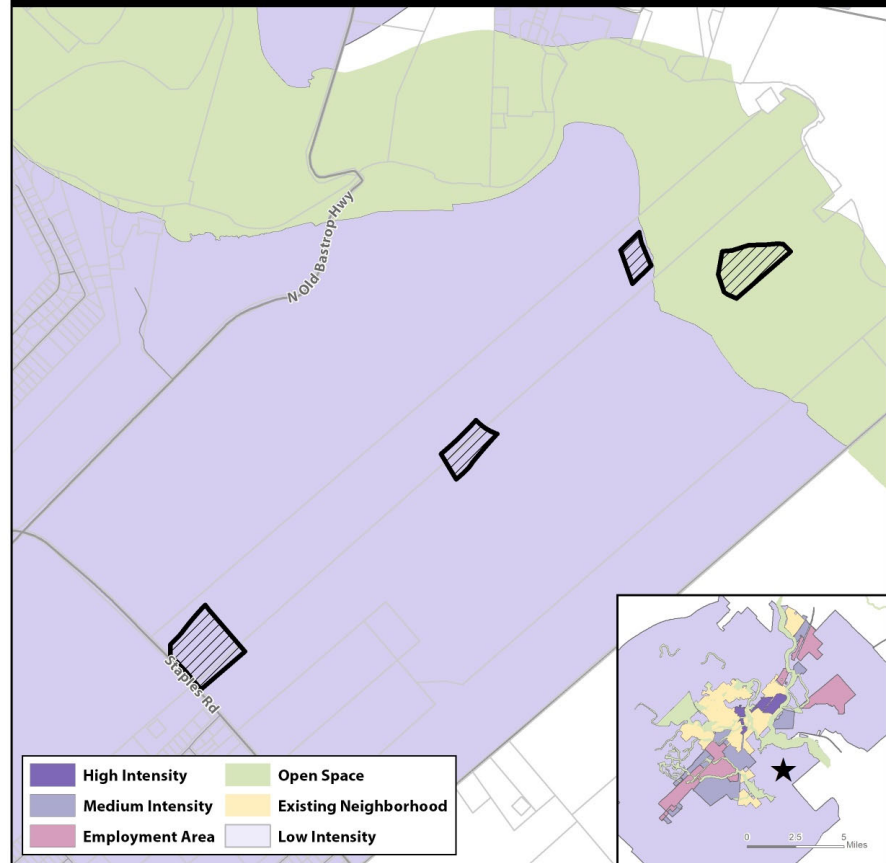 N Old Bastrop Hwy
Staples Rd
High Intensity
Medium Intensity
Employment Area
Open Space
Existing Neighborhood
Low Intensity
0 2.5 5
Miles